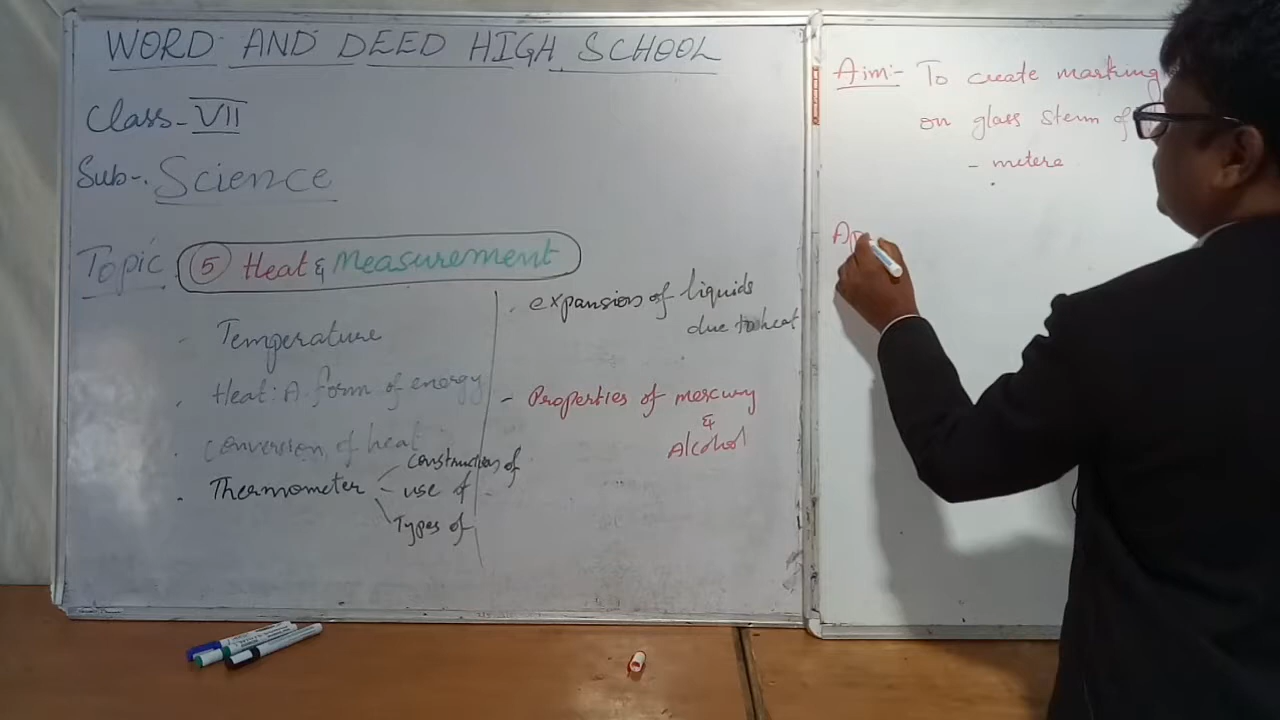 WORD AND DEED HIGH SCHOOL
Class- VII
Sub-. Science
Topic 5 Heat & Measurement
- Temperature
. Heat: A form of energy
. Conversion of heat
. Thermometer - construction of
- use of
Types of
. expansion of liquids
due to heat
- Properties of mercury
&
Alcohol
Aim:- To create marking
on glass stem of
- metere
Ap